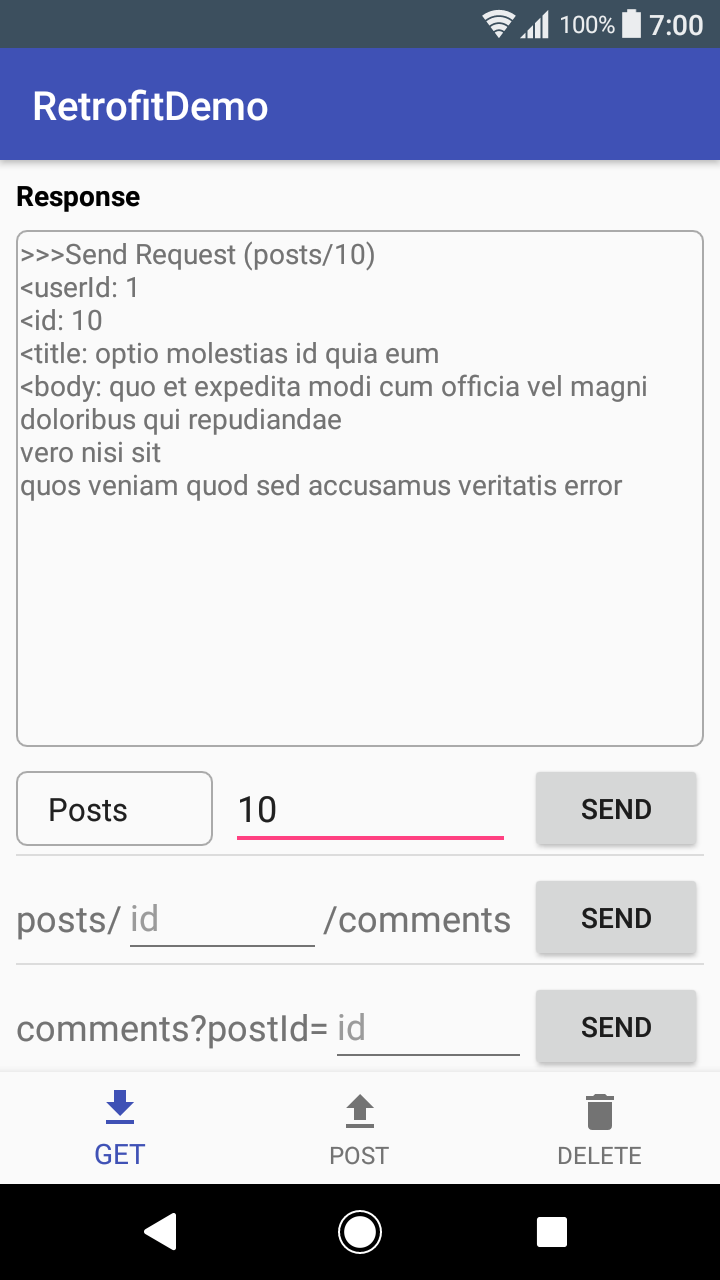 100% 7:00
RetrofitDemo
Response
>>>Send Request (posts/10)
<userId: 1
<id: 10
<title: optio molestias id quia eum
<body: quo et expedita modi cum officia vel magni
doloribus qui repudiandae
vero nisi sit
quos veniam quod sed accusamus veritatis error
Posts 10 SEND
posts/ id /comments SEND
comments?postId= id SEND
GET POST DELETE